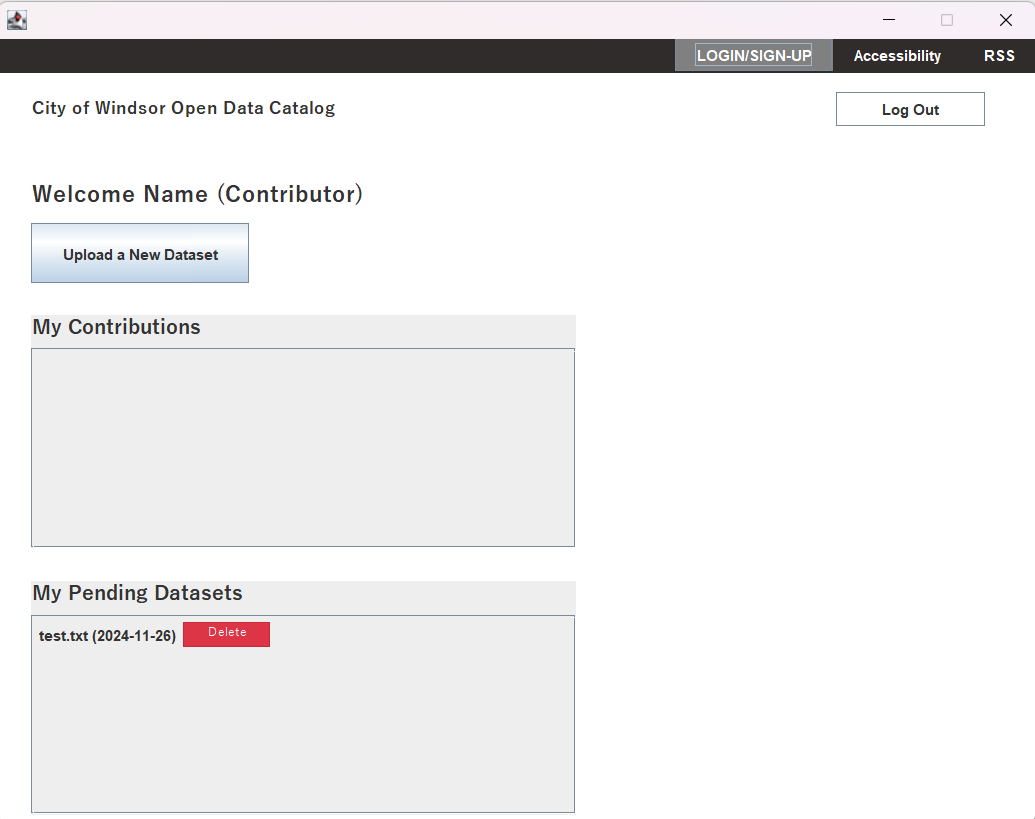 LOGIN/SIGN-UP Accessibility RSS
City of Windsor Open Data Catalog
Log Out
Welcome Name (Contributor)
Upload a New Dataset
My Contributions
My Pending Datasets
test.txt (2024-11-26) Delete